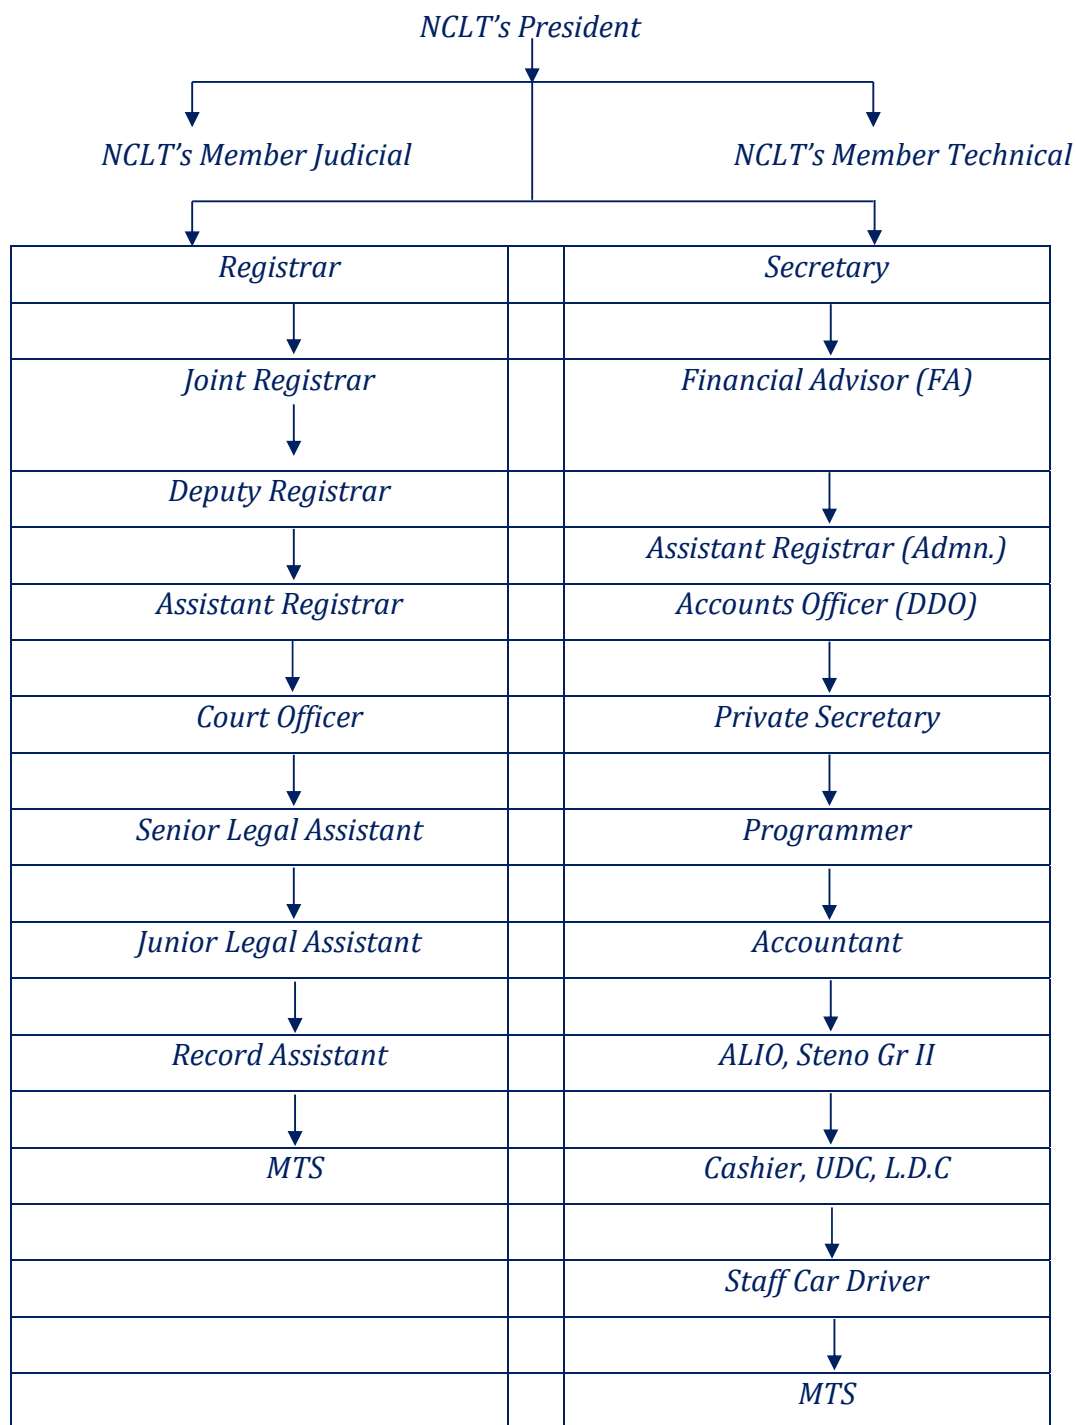 NCLT’s President
NCLT’s Member Judicial
NCLT’s Member Technical
Registrar
Secretary
Joint Registrar
Financial Advisor (FA)
Deputy Registrar
Assistant Registrar (Admn.)
Assistant Registrar
Accounts Officer (DDO)
Court Officer
Private Secretary
Senior Legal Assistant
Programmer
Junior Legal Assistant
Accountant
Record Assistant
ALIO, Steno Gr II
MTS
Cashier, UDC, L.D.C
Staff Car Driver
MTS